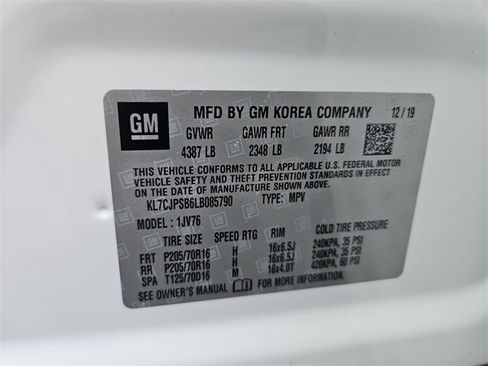 GM
MFD BY GM KOREA COMPANY 12 / 19
GVWR GAWR FRT GAWR RR
4387 LB 2348 LB 2194 LB
THIS VEHICLE CONFORMS TO ALL APPLICABLE U.S. FEDERAL MOTOR
VEHICLE SAFETY AND THEFT PREVENTION STANDARDS IN EFFECT ON THE
DATE OF MANUFACTURE SHOWN ABOVE.
KL7CJPSB6LB085790 TYPE: MPV
MODEL : 1JV76
TIRE SIZE SPEED RTG RIM COLD TIRE PRESSURE
FRT P205/70R16 H 16x6.5J 240KPA, 35 PSI
RR P205/70R16 H 16x6.5J 240KPA, 35 PSI
SPA T125/70D16 M 16x4.0T 420KPA, 60 PSI
SEE OWNER'S MANUAL FOR MORE INFORMATION